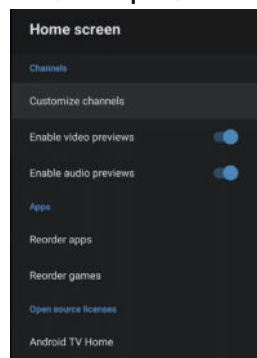 Home screen
Channels
Customize channels
Enable video previews
Enable audio previews
Apps
Reorder apps
Reorder games
Open source licenses
Android TV Home